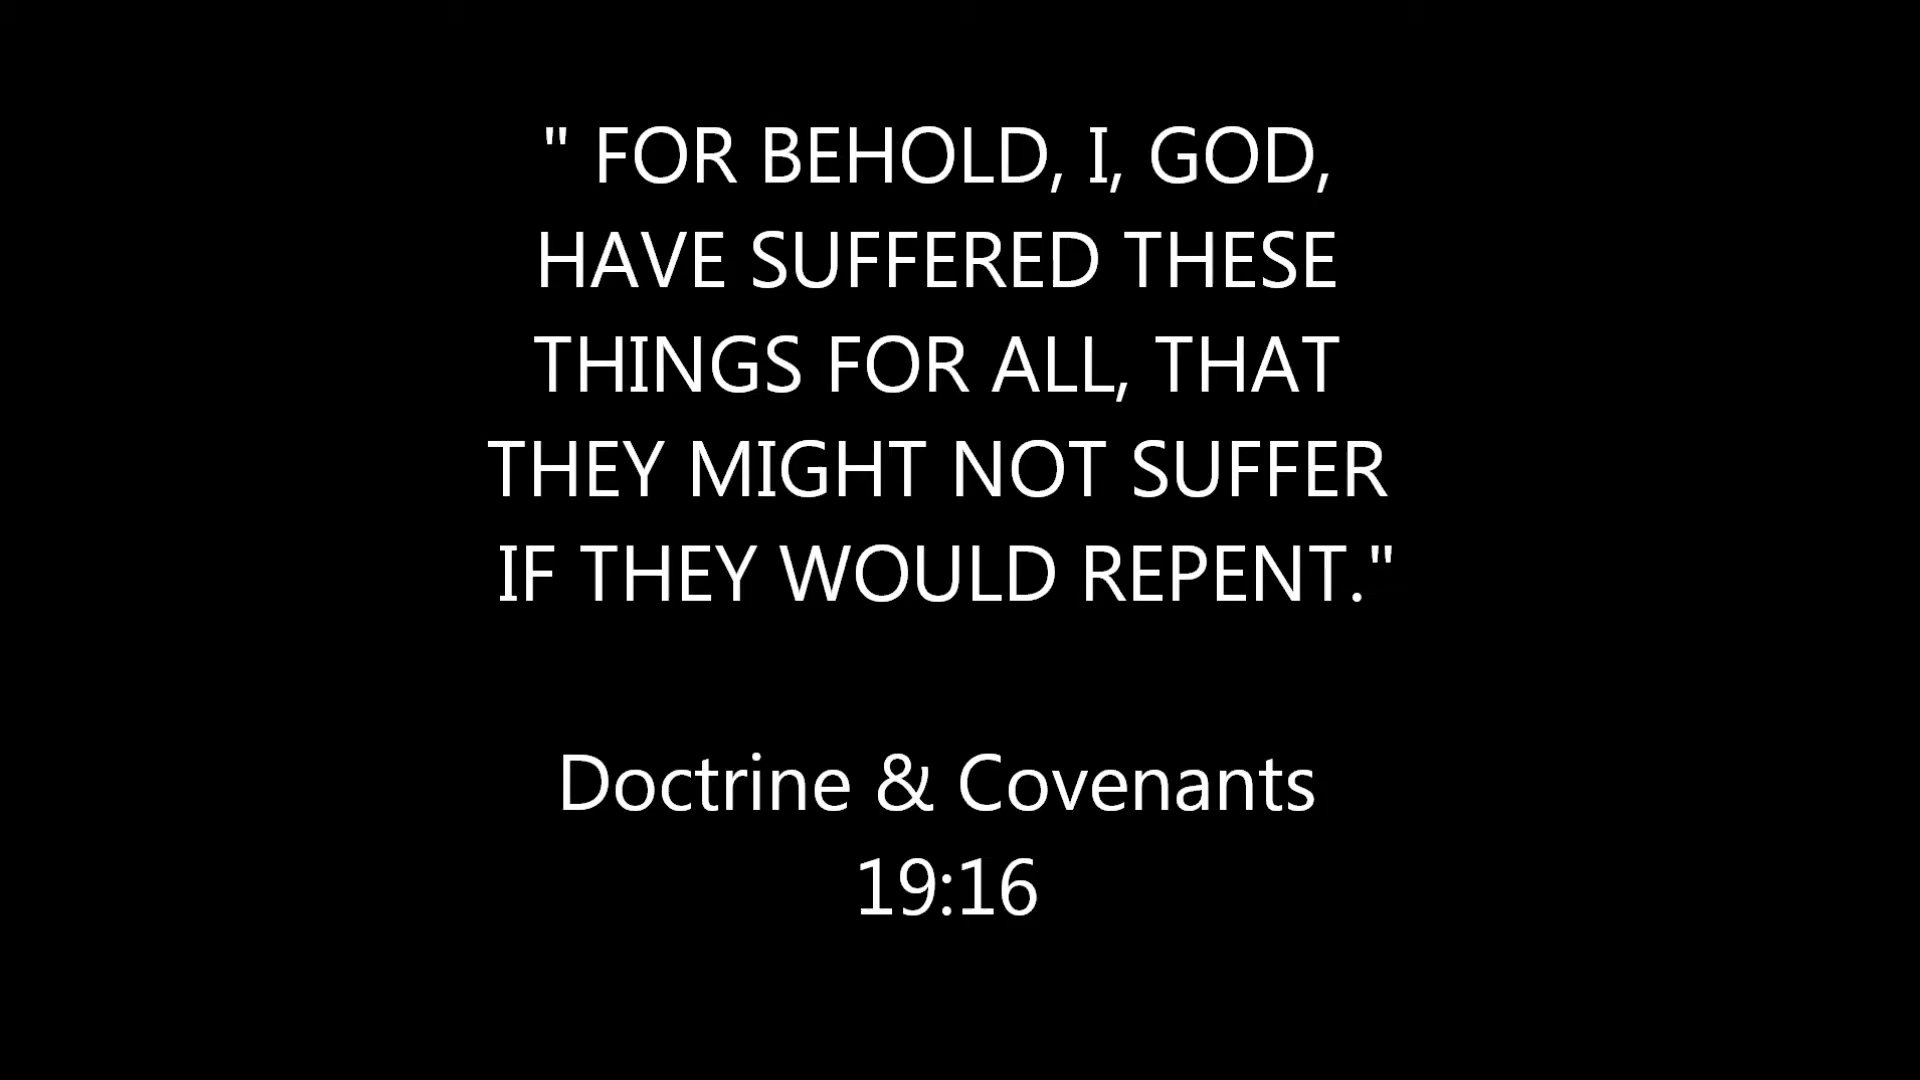 " FOR BEHOLD, I, GOD,
HAVE SUFFERED THESE
THINGS FOR ALL, THAT
THEY MIGHT NOT SUFFER
IF THEY WOULD REPENT."
Doctrine & Covenants
19:16